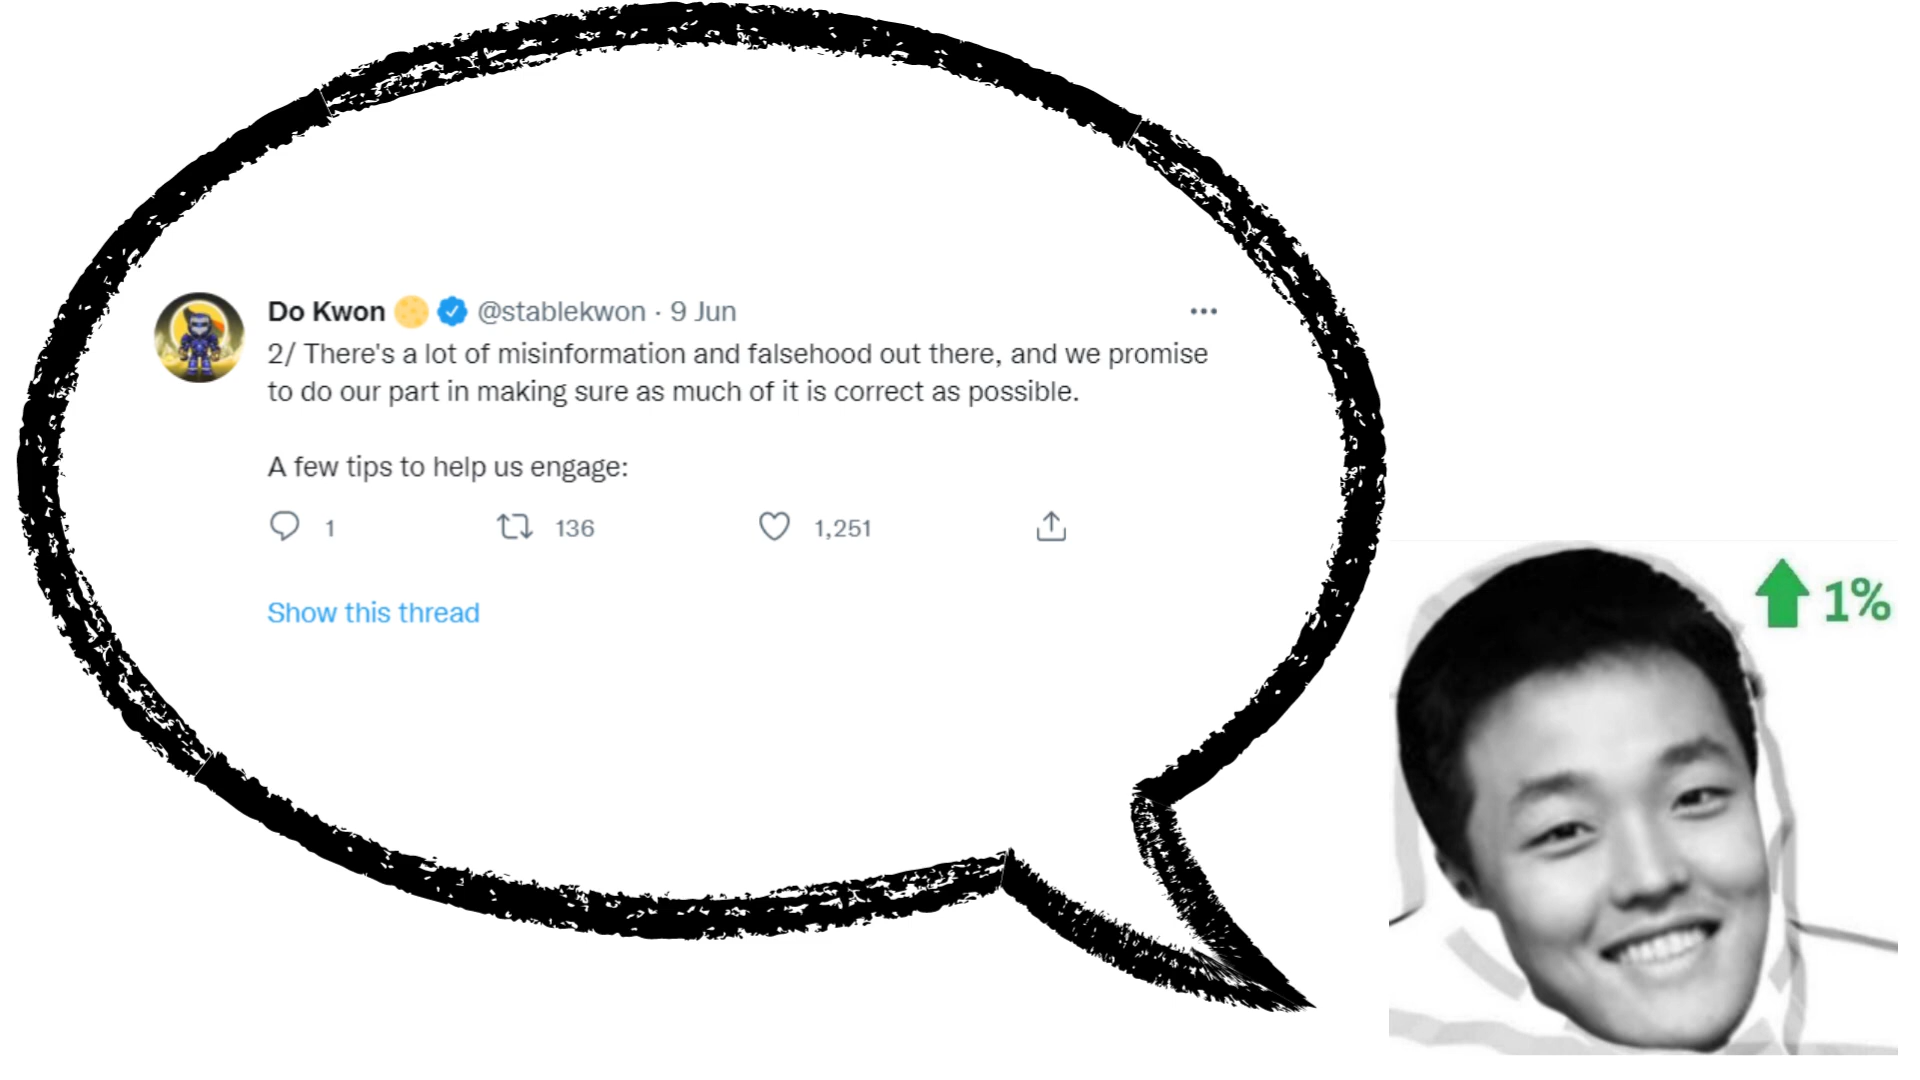 Do Kwon @stablekwon · 9 Jun
2/ There's a lot of misinformation and falsehood out there, and we promise
to do our part in making sure as much of it is correct as possible.
A few tips to help us engage:
1 136 1,251
Show this thread
1%